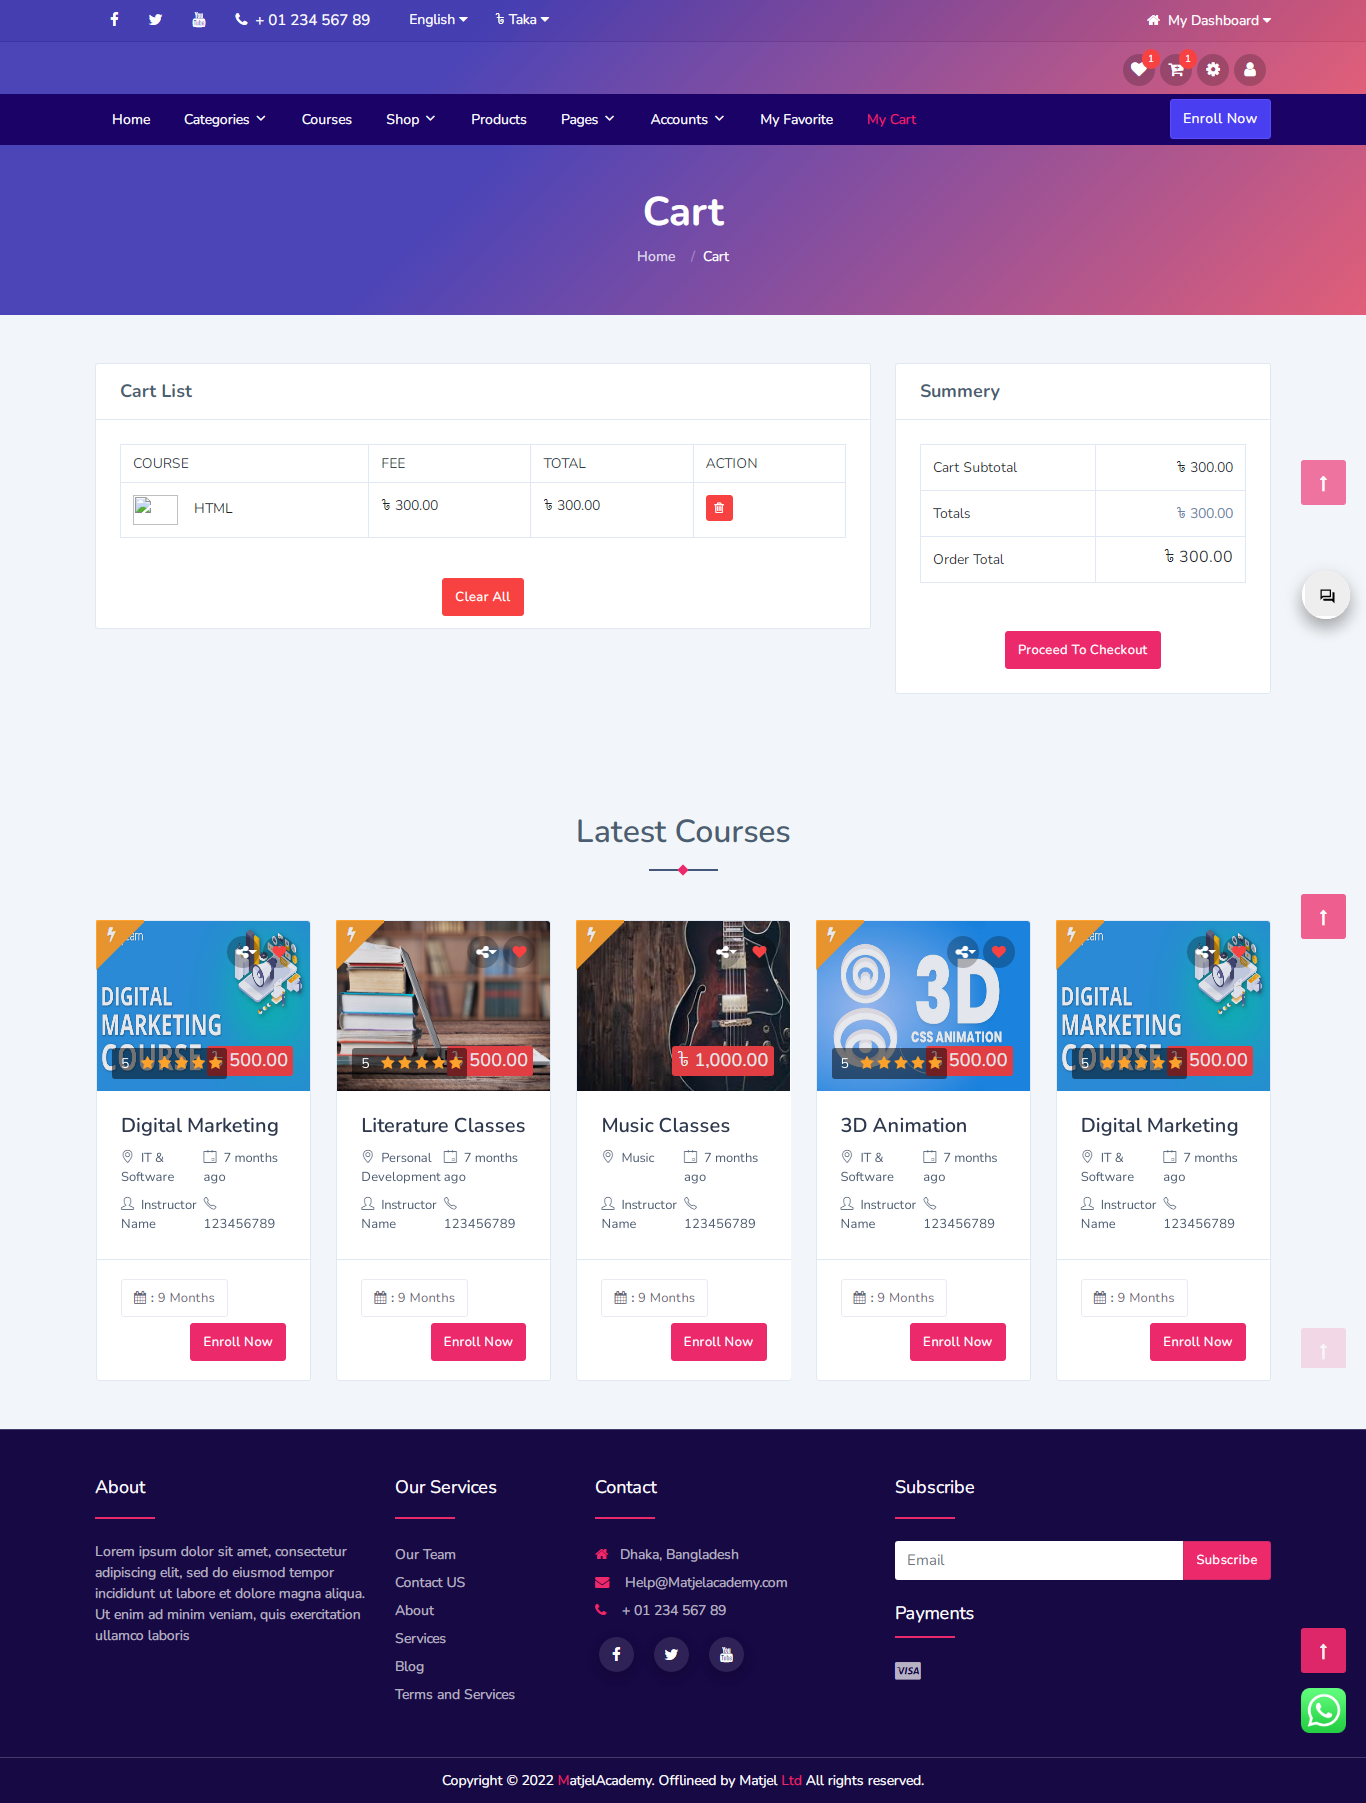 + 01 234 567 89
English
৳ Taka
My Dashboard
1
1
Home
Categories
Courses
Shop
Products
Pages
Accounts
My Favorite
My Cart
Enroll Now
Cart
Home / Cart
Cart List
COURSE FEE TOTAL ACTION
HTML ৳ 300.00 ৳ 300.00
Clear All
Summery
Cart Subtotal ৳ 300.00
Totals ৳ 300.00
Order Total ৳ 300.00
Proceed To Checkout
Latest Courses
DIGITAL
MARKETING
COURSE
5
500.00
Digital Marketing
IT & Software
7 months ago
Instructor Name
123456789
: 9 Months
Enroll Now
5
500.00
Literature Classes
Personal Development
7 months ago
Instructor Name
123456789
: 9 Months
Enroll Now
৳ 1,000.00
Music Classes
Music
7 months ago
Instructor Name
123456789
: 9 Months
Enroll Now
3D
CSS ANIMATION
5
500.00
3D Animation
IT & Software
7 months ago
Instructor Name
123456789
: 9 Months
Enroll Now
DIGITAL
MARKETING
COURSE
5
500.00
Digital Marketing
IT & Software
7 months ago
Instructor Name
123456789
: 9 Months
Enroll Now
About
Lorem ipsum dolor sit amet, consectetur
adipiscing elit, sed do eiusmod tempor
incididunt ut labore et dolore magna aliqua.
Ut enim ad minim veniam, quis exercitation
ullamco laboris
Our Services
Our Team
Contact US
About
Services
Blog
Terms and Services
Contact
Dhaka, Bangladesh
Help@Matjelacademy.com
+ 01 234 567 89
Subscribe
Email
Subscribe
Payments
VISA
Copyright © 2022 MatjelAcademy.Offlineed by Matjel Ltd All rights reserved.